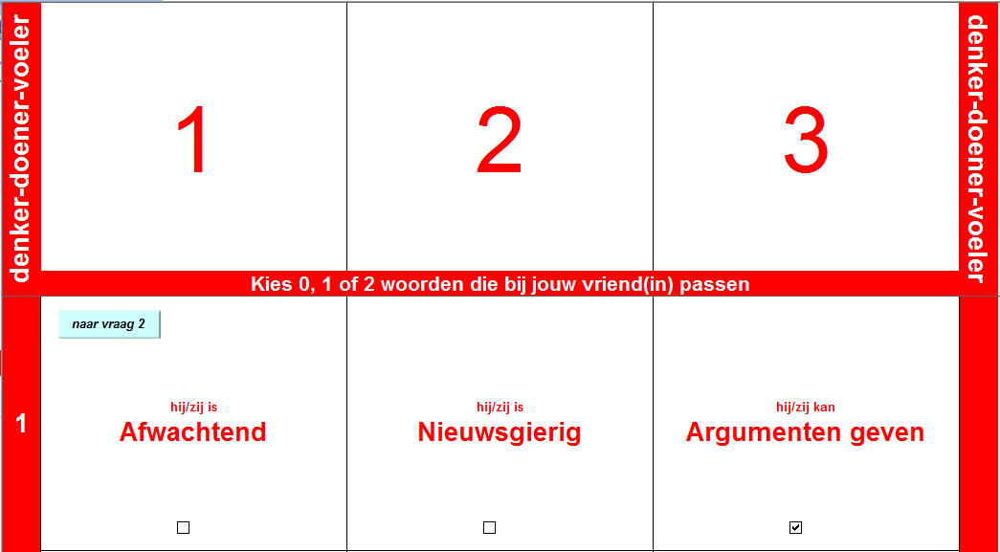 denker-doener-voeler
1
2
3
denker-doener-voeler
Kies 0, 1 of 2 woorden die bij jouw vriend(in) passen
naar vraag 2
1
hij/zij is
Afwachtend
hij/zij is
Nieuwsgierig
hij/zij kan
Argumenten geven